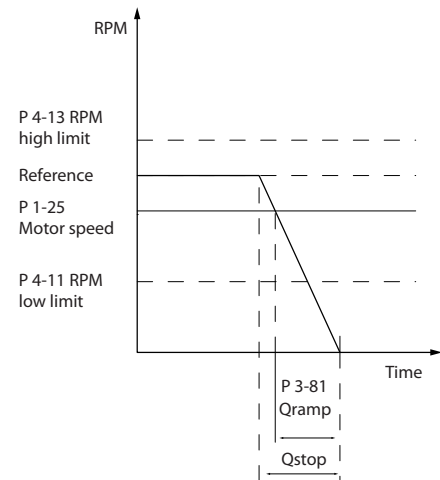 RPM
P 4-13 RPM
high limit
Reference
P 1-25
Motor speed
P 4-11 RPM
low limit
Time
P 3-81
Qramp
Qstop